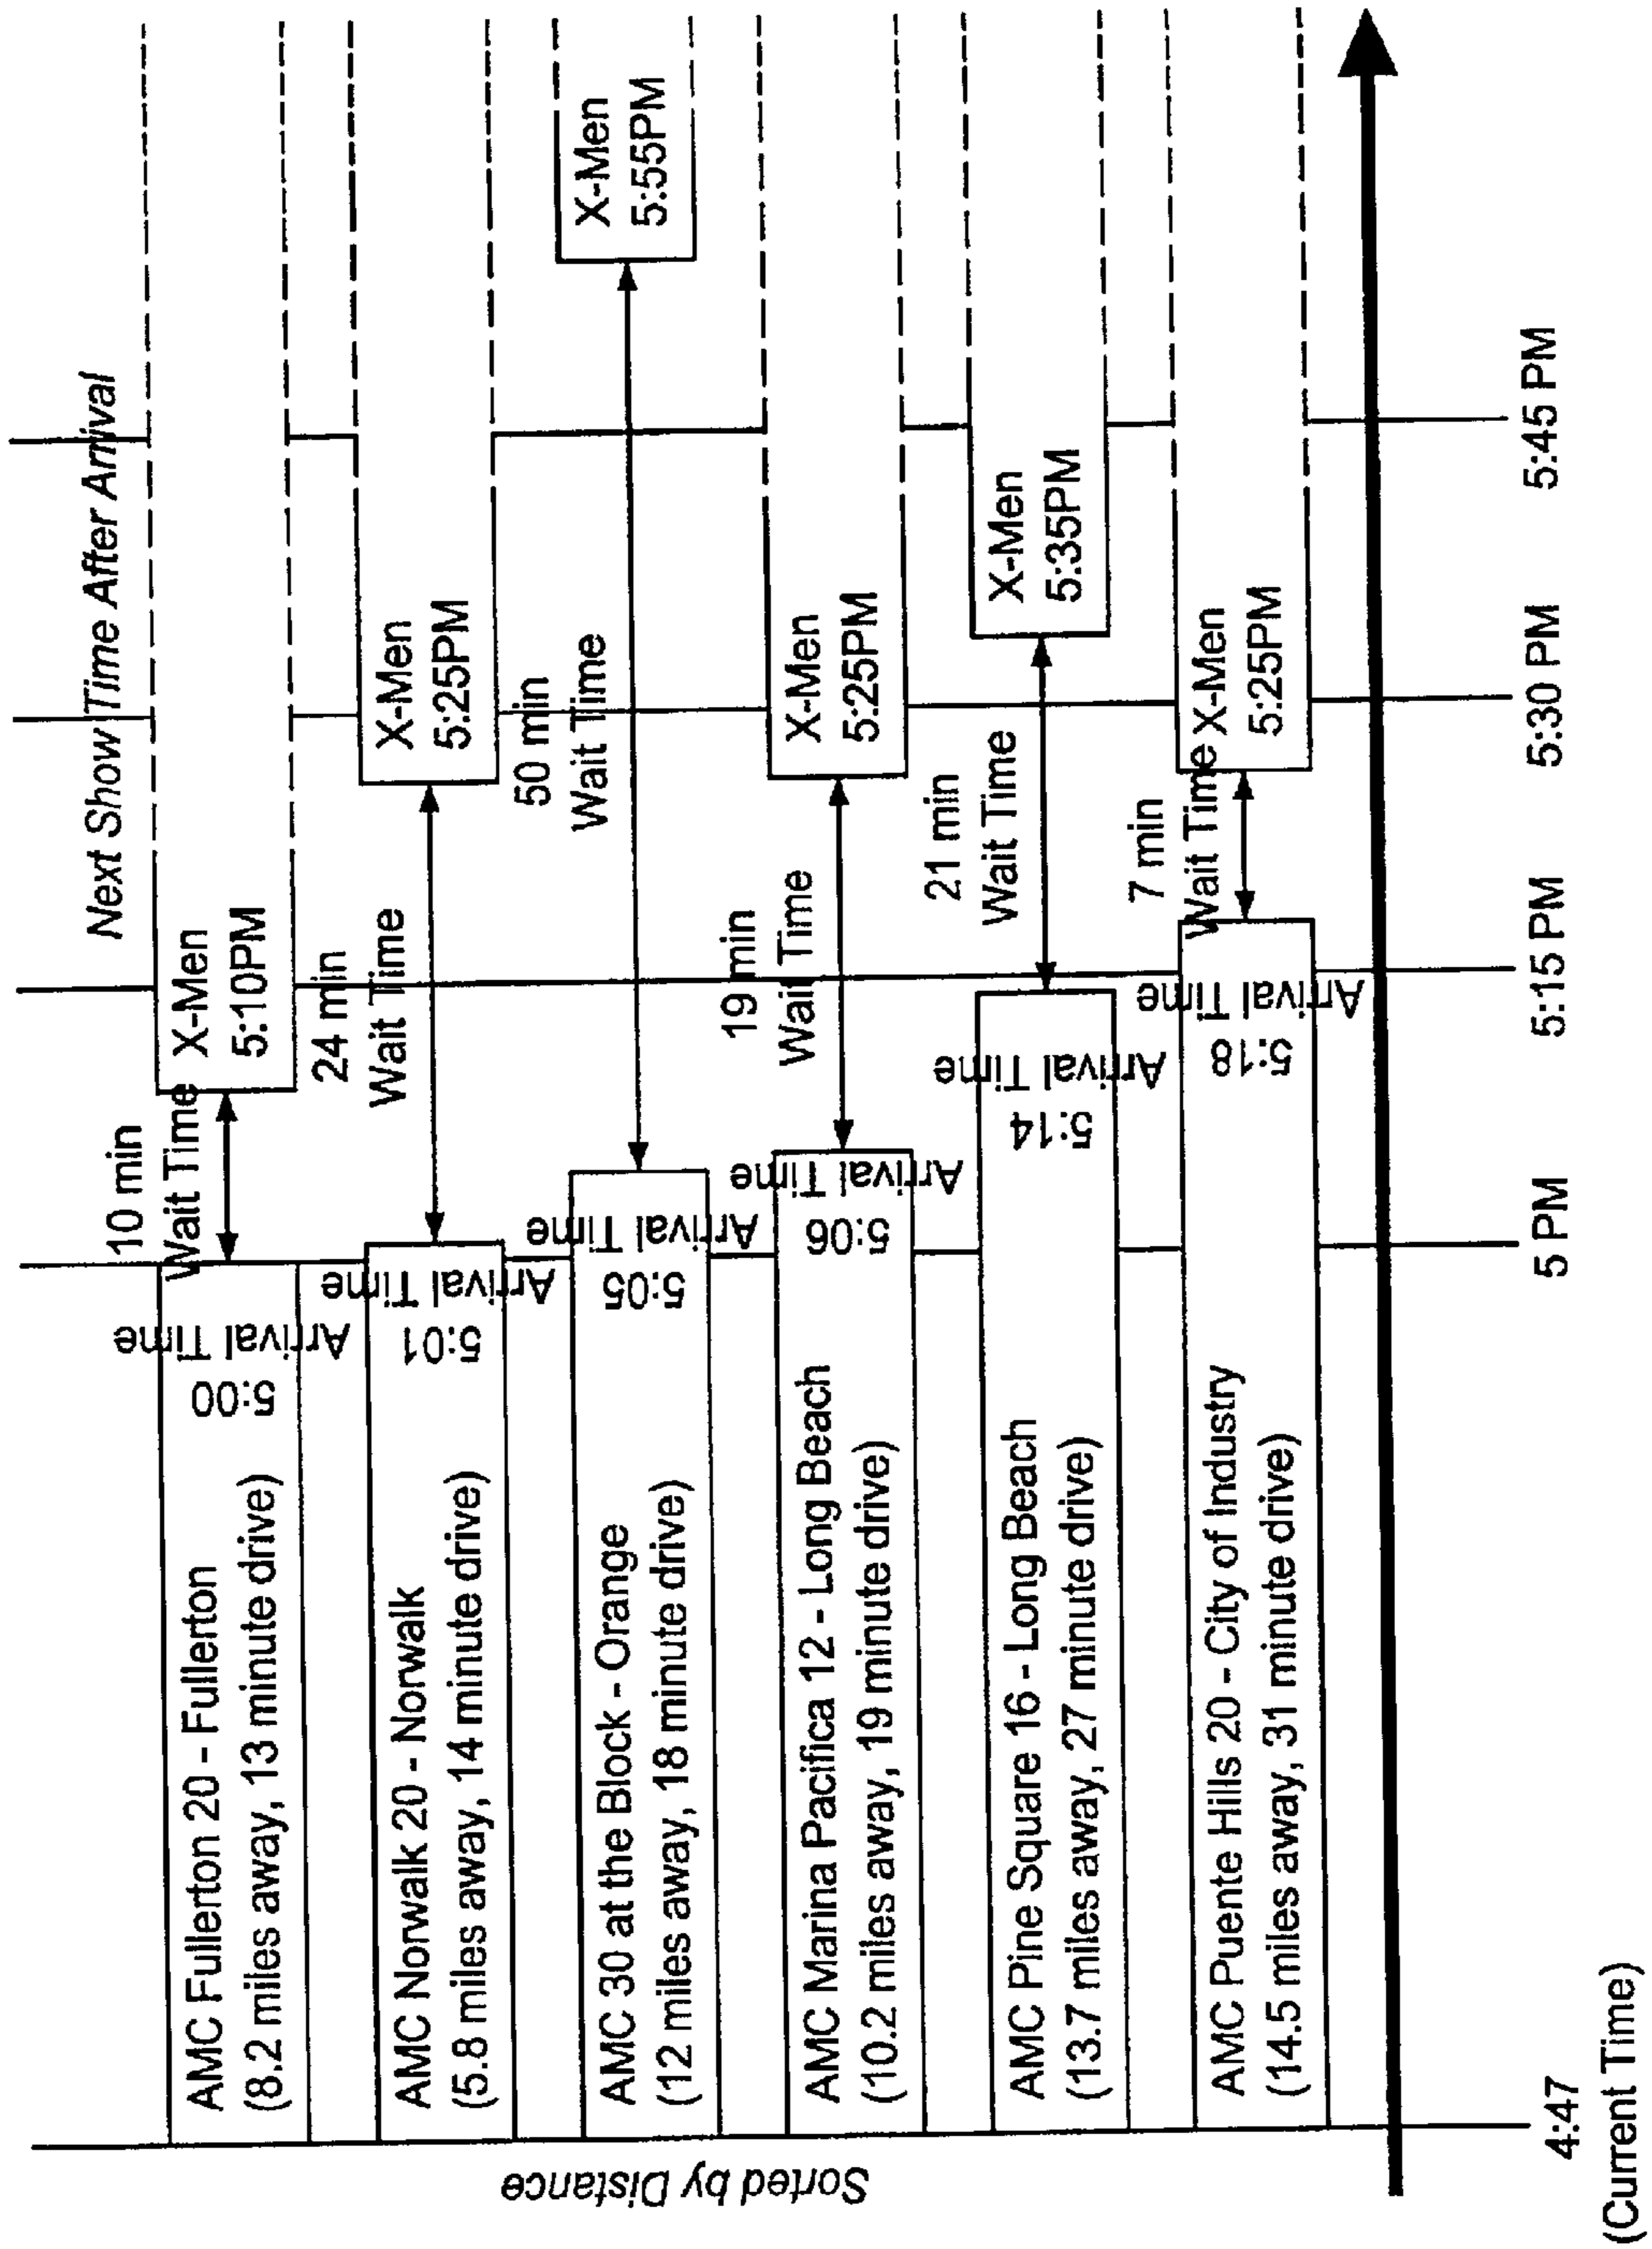 Next Show Time After Arrival
Sorted by Distance
AMC Fullerton 20 - Fullerton
(8.2 miles away, 13 minute drive)
Arrival Time
5:00
10 min
Wait Time
X-Men
5:10PM
AMC Norwalk 20 - Norwalk
(5.8 miles away, 14 minute drive)
Arrival Time
5:01
24 min
Wait Time
X-Men
5:25PM
AMC 30 at the Block - Orange
(12 miles away, 18 minute drive)
Arrival Time
5:05
50 min
Wait Time
X-Men
5:55PM
AMC Marina Pacifica 12 - Long Beach
(10.2 miles away, 19 minute drive)
Arrival Time
5:06
19 min
Wait Time
X-Men
5:25PM
AMC Pine Square 16 - Long Beach
(13.7 miles away, 27 minute drive)
Arrival Time
5:14
21 min
Wait Time
X-Men
5:35PM
AMC Puente Hills 20 - City of Industry
(14.5 miles away, 31 minute drive)
Arrival Time
5:18
7 min
Wait Time
X-Men
5:25PM
4:47
(Current Time)
5 PM
5:15 PM
5:30 PM
5:45 PM